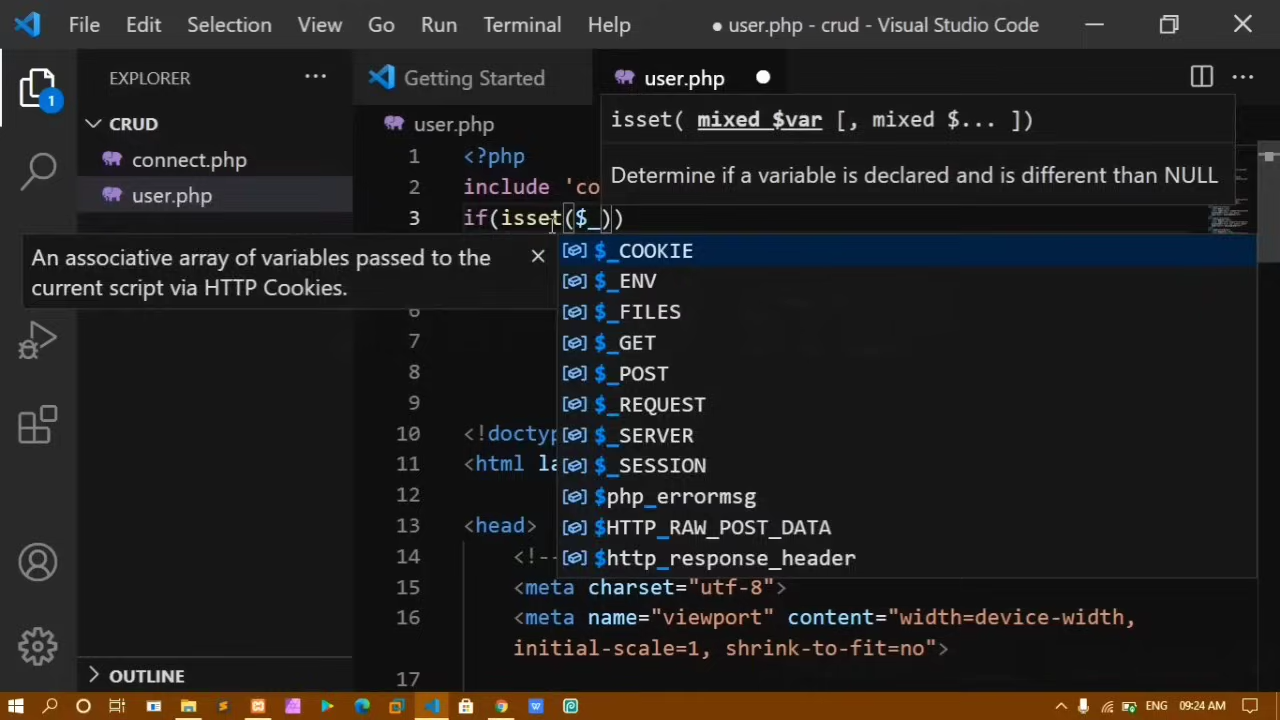 File Edit Selection View Go Run Terminal Help ● user.php - crud - Visual Studio Code
EXPLORER ···
Getting Started
user.php
CRUD
connect.php
user.php
1
user.php
isset( mixed $var [, mixed $... ])
Determine if a variable is declared and is different than NULL
1 <?php
2 include 'co
3 if(isset($_))
An associative array of variables passed to the
current script via HTTP Cookies.
$_COOKIE
$_ENV
$_FILES
$_GET
$_POST
$_REQUEST
$_SERVER
$_SESSION
$php_errormsg
$HTTP_RAW_POST_DATA
$http_response_header
6
7
8
9
10 <!doctyp
11 <html la
12
13 <head>
14 <!--
15 <meta charset="utf-8">
16 <meta name="viewport" content="width=device-width,
initial-scale=1, shrink-to-fit=no">
17
OUTLINE
ENG 09:24 AM